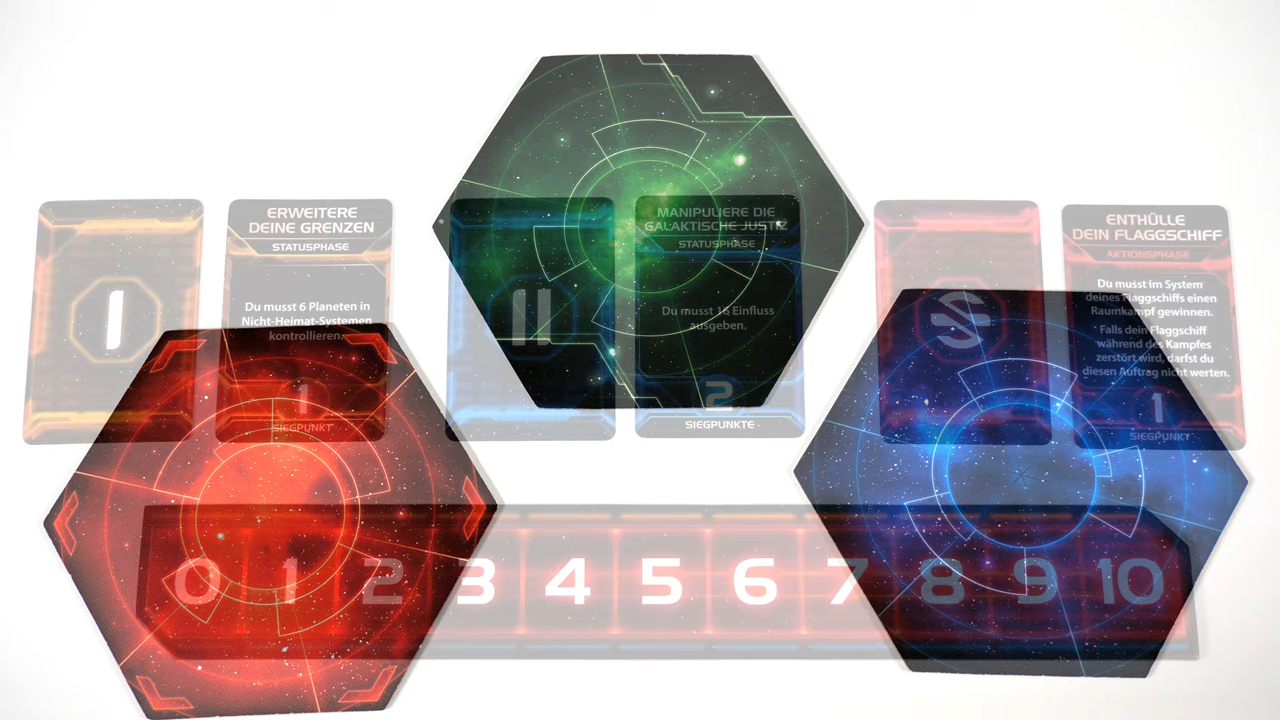 I
ERWEITERE
DEINE GRENZEN
STATUSPHASE
Du musst 6 Planeten in
Nicht-Heimat-Systemen
kontrollieren.
1
SIEGPUNKT
II
MANIPULIERE DIE
GALAKTISCHE JUSTIZ
STATUSPHASE
Du musst 16 Einfluss
ausgeben.
2
SIEGPUNKTE
S
ENTHÜLLE
DEIN FLAGGSCHIFF
AKTIONSPHASE
Du musst im System
deines Flaggschiffs einen
Raumkampf gewinnen.
Falls dein Flaggschiff
während des Kampfes
zerstört wird, darfst du
diesen Auftrag nicht werten.
1
SIEGPUNKT
0 1 2 3 4 5 6 7 8 9 10